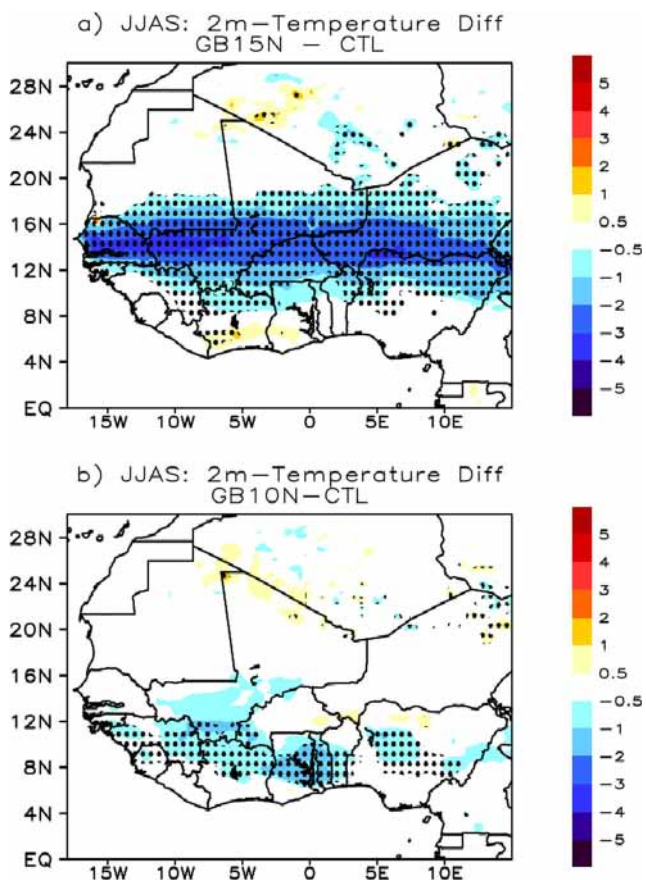 a) JJAS: 2m-Temperature Diff
GB15N - CTL
28N
24N
20N
16N
12N
8N
4N
EQ
15W 10W 5W 0 5E 10E
5
4
3
2
1
0.5
-0.5
-1
-2
-3
-4
-5
b) JJAS: 2m-Temperature Diff
GB10N-CTL
28N
24N
20N
16N
12N
8N
4N
EQ
15W 10W 5W 0 5E 10E
5
4
3
2
1
0.5
-0.5
-1
-2
-3
-4
-5